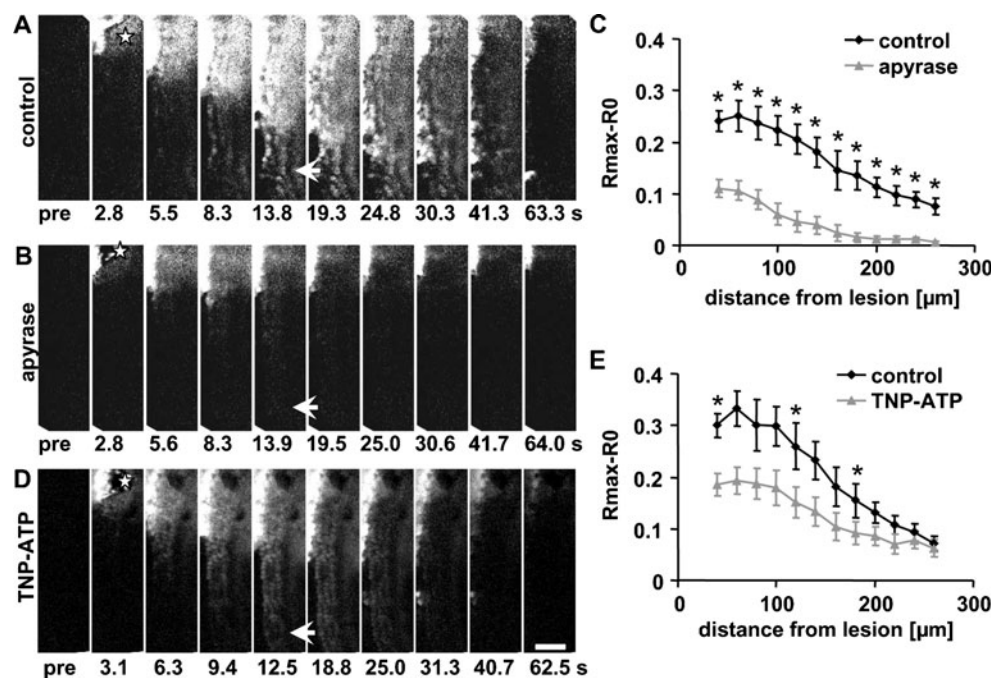 A
control
pre 2.8 5.5 8.3 13.8 19.3 24.8 30.3 41.3 63.3 s
B
apyrase
pre 2.8 5.6 8.3 13.9 19.5 25.0 30.6 41.7 64.0 s
D
TNP-ATP
pre 3.1 6.3 9.4 12.5 18.8 25.0 31.3 40.7 62.5 s
C
control
apyrase
Rmax-R0
0.4
0.3
0.2
0.1
0
* * * * * * * * * * * *
0 100 200 300
distance from lesion [µm]
E
control
TNP-ATP
Rmax-R0
0.4
0.3
0.2
0.1
0
* * *
0 100 200 300
distance from lesion [µm]